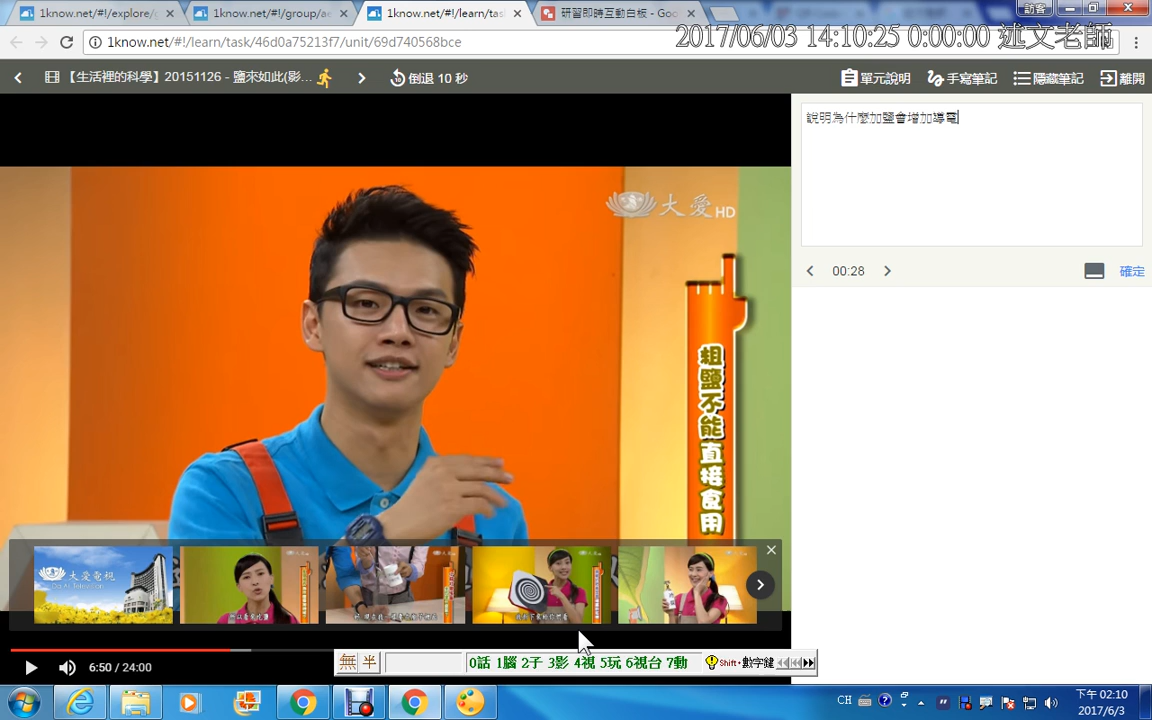 1know.net/#!/explore/
1know.net/#!/group/ae
1know.net/#!/learn/tas
研習即時互動白板 - Goo
訪客
1know.net/#!/learn/task/46d0a75213f7/unit/69d740568bce
2017/06/03 14:10:25 0:00:00 述文老師
【生活裡的科學】20151126 - 鹽來如此(影...
倒退 10 秒
單元說明
手寫筆記
隱藏筆記
離開
說明為什麼加鹽會增加導電
大愛HD
粗鹽不能直接食用
00:28
確定
大愛電視
Da Ai Television
6:50 / 24:00
無 半
0話 1腦 2子 3影 4視 5玩 6視台 7動
Shift+數字鍵
CH
下午 02:10
2017/6/3